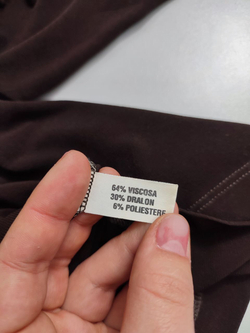 64% VISCOSA
30% DRALON
6% POLIESTERE